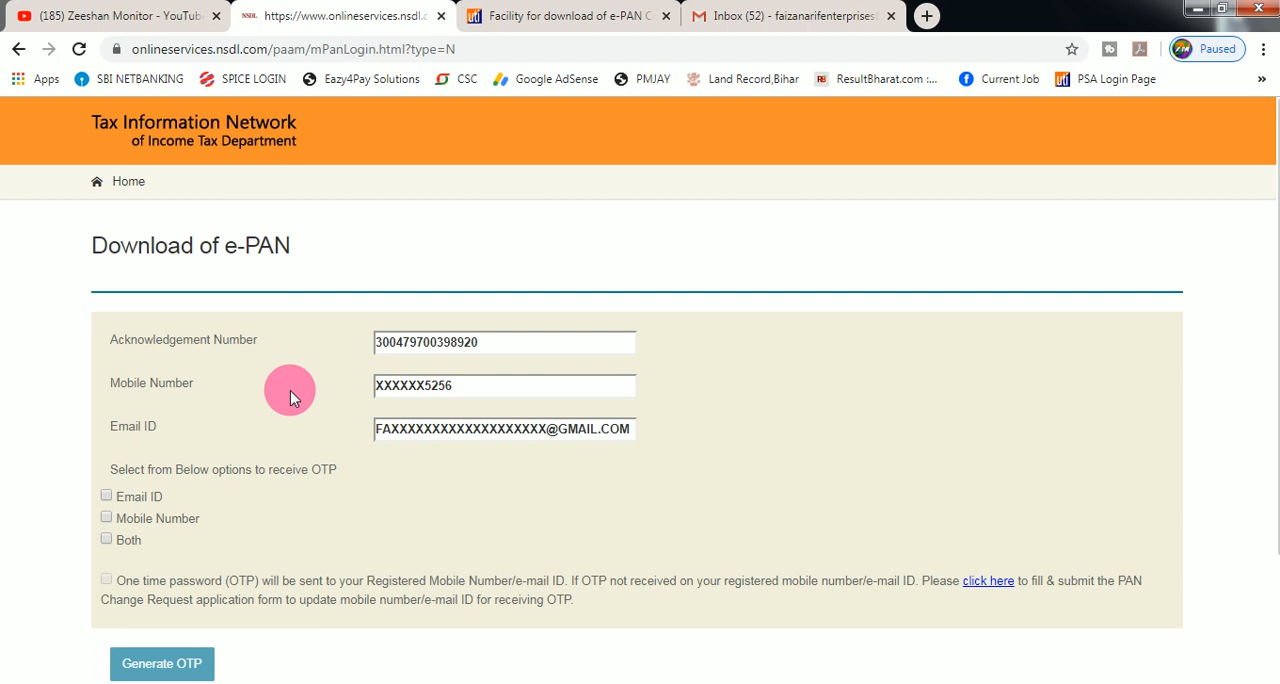 (185) Zeeshan Monitor - YouTube
NSDL https://www.onlineservices.nsdl.c
utl Facility for download of e-PAN C
Inbox (52) - faizanarifenterprises
onlineservices.nsdl.com/paam/mPanLogin.html?type=N
Paused
Apps
SBI NETBANKING
SPICE LOGIN
Eazy4Pay Solutions
CSC
Google AdSense
PMJAY
Land Record,Bihar
RB ResultBharat.com :...
Current Job
PSA Login Page
»
Tax Information Network
of Income Tax Department
Home
Download of e-PAN
Acknowledgement Number 300479700398920
Mobile Number XXXXXX5256
Email ID FAXXXXXXXXXXXXXXXXXXX@GMAIL.COM
Select from Below options to receive OTP
Email ID
Mobile Number
Both
One time password (OTP) will be sent to your Registered Mobile Number/e-mail ID. If OTP not received on your registered mobile number/e-mail ID. Please click here to fill & submit the PAN
Change Request application form to update mobile number/e-mail ID for receiving OTP.
Generate OTP